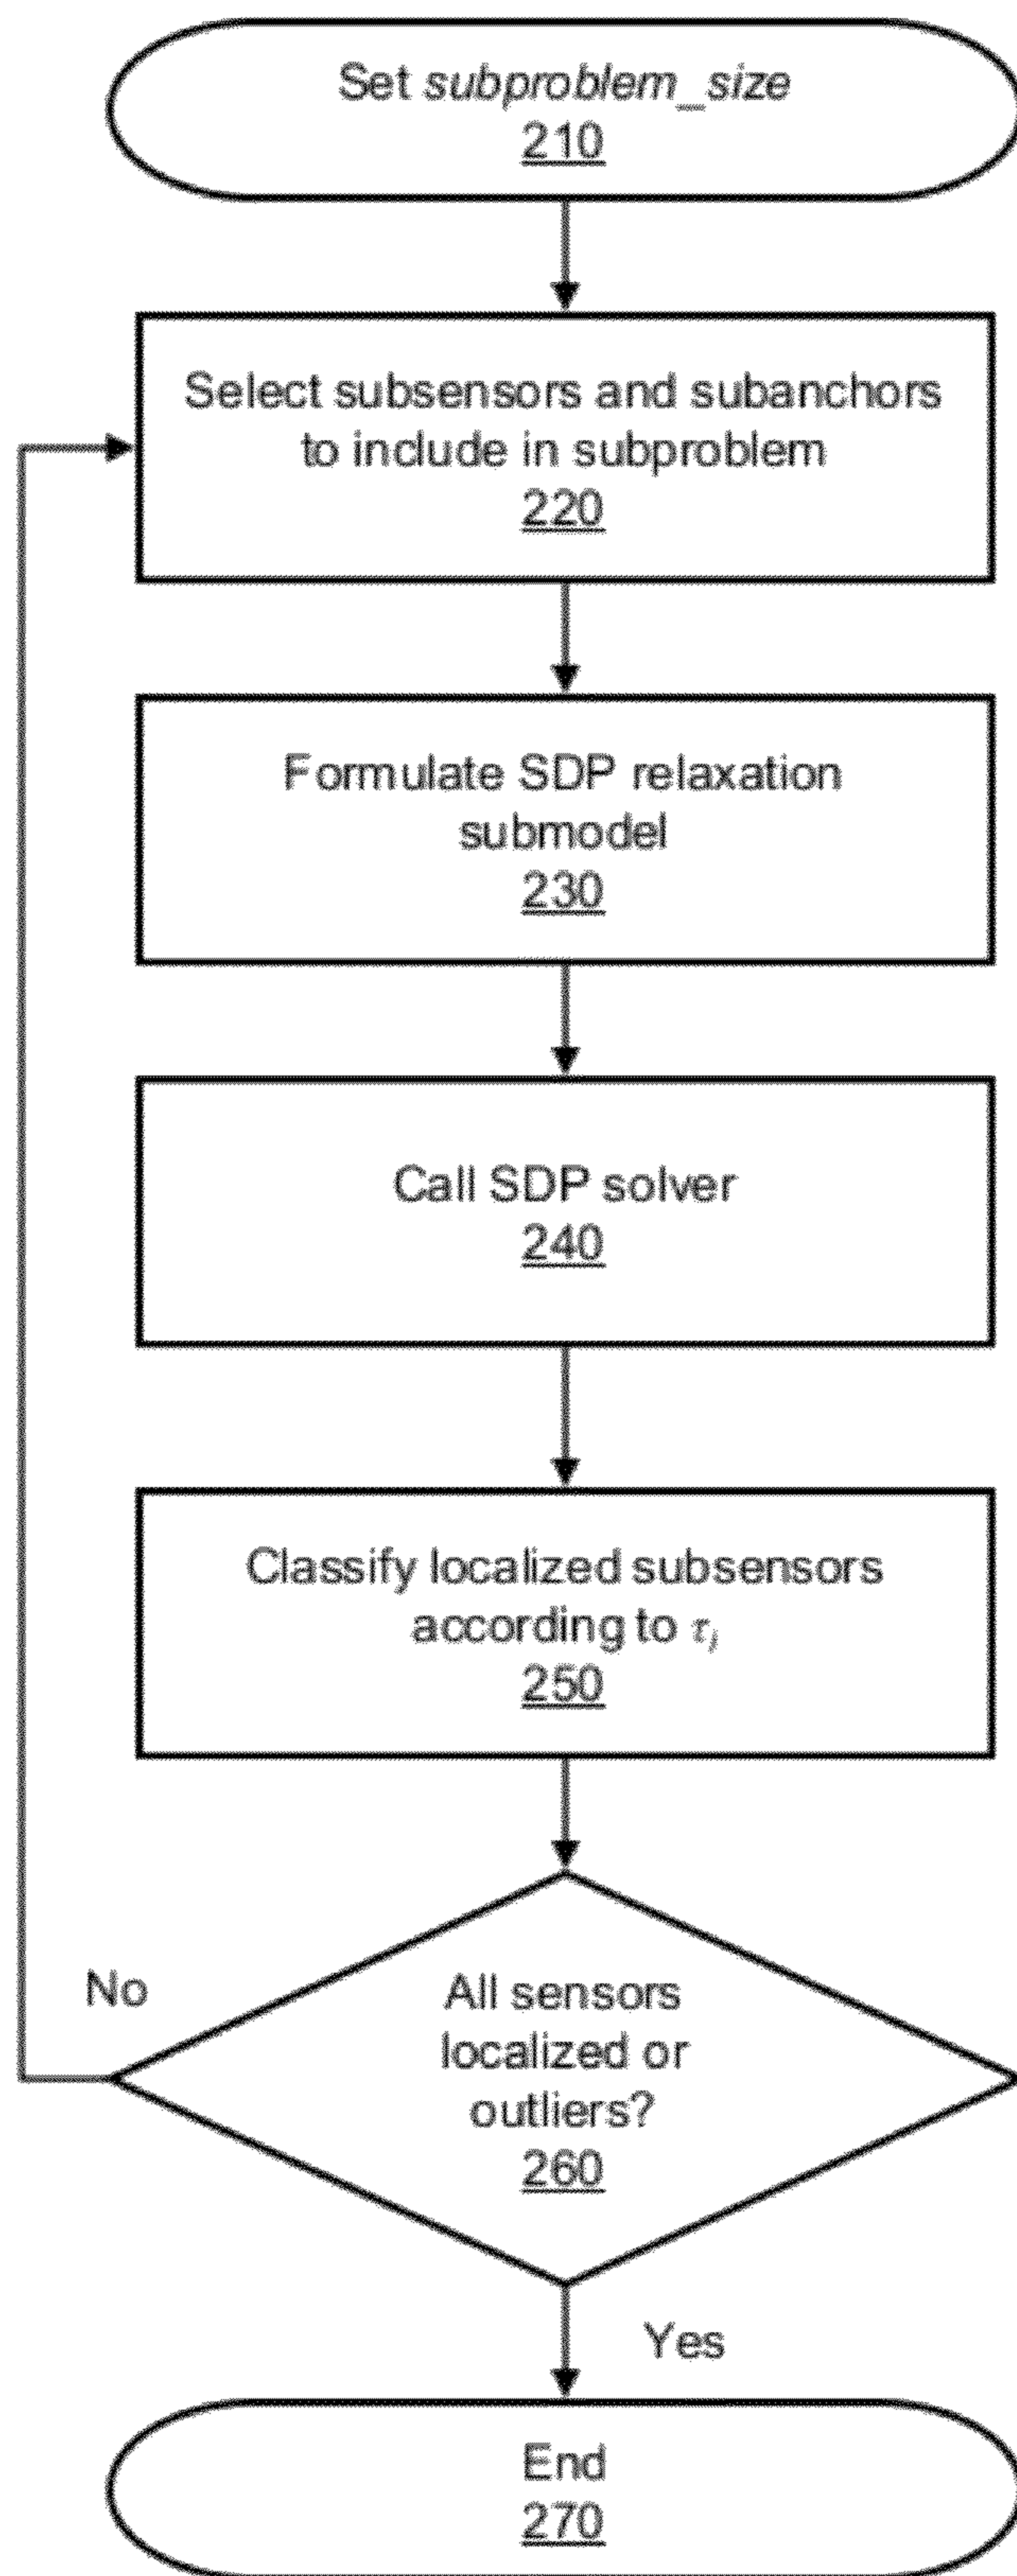 Set subproblem_size
210
Select subsensors and subanchors
to include in subproblem
220
Formulate SDP relaxation
submodel
230
Call SDP solver
240
Classify localized subsensors
according to τj
250
No
All sensors
localized or
outliers?
260
Yes
End
270